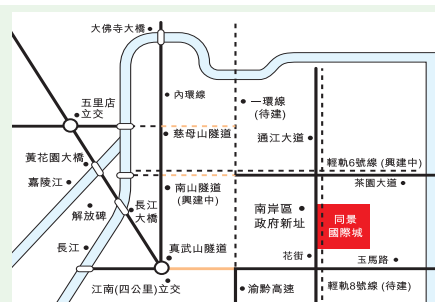 大佛寺大橋
內環線
一環線
(待建)
五里店
立交
慈母山隧道
通江大道
黃花園大橋
輕軌6號線 (興建中)
嘉陵江
南山隧道
(興建中)
茶園大道
解放碑
長江
大橋
南岸區
政府新址
同景
國際城
長江
真武山隧道
花街
玉馬路
江南(四公里)立交
渝黔高速
輕軌8號線 (待建)